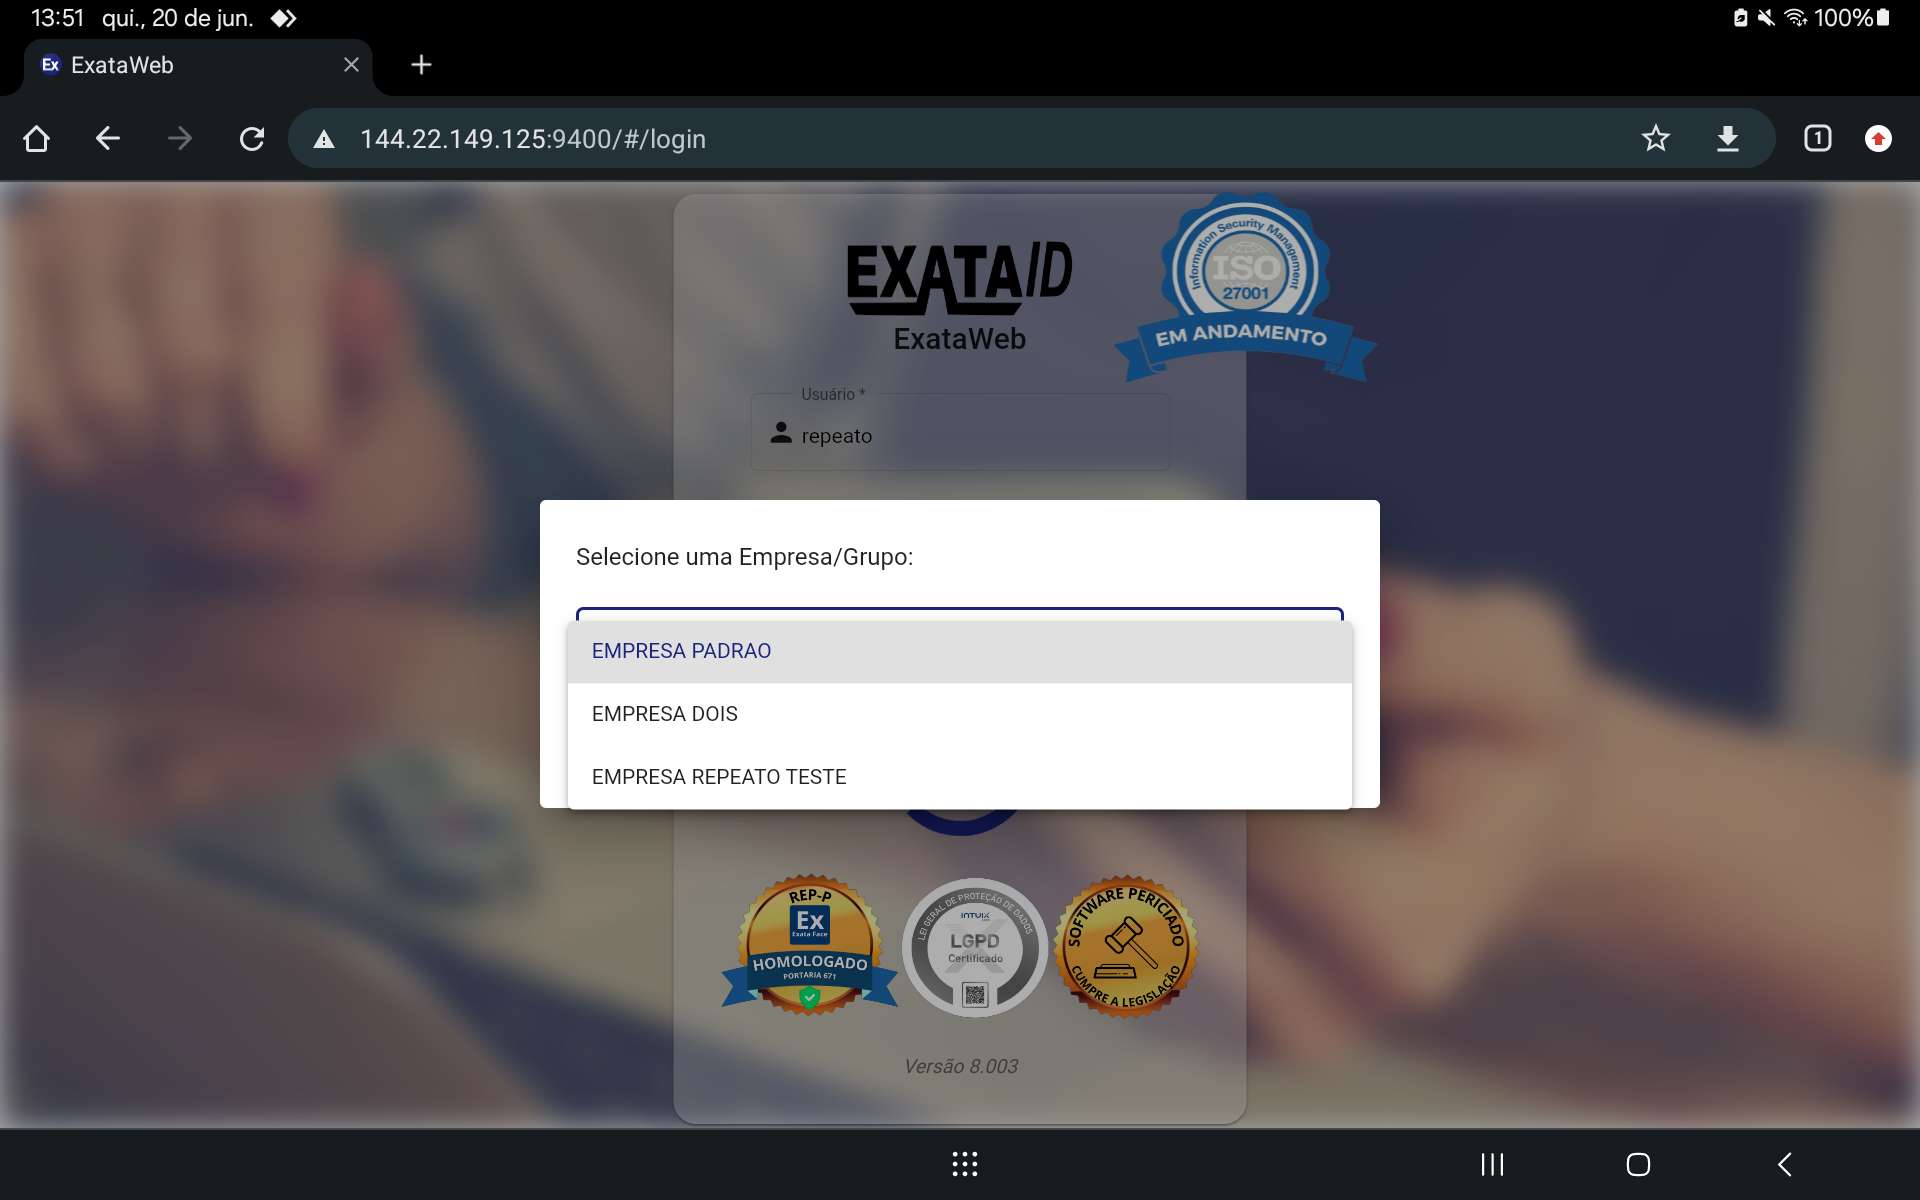 13:51 qui., 20 de jun. 100%
Ex ExataWeb
144.22.149.125:9400/#/login 1
EXATAID
ExataWeb
Information Security Management
ISO
27001
EM ANDAMENTO
Usuário *
repeato
Selecione uma Empresa/Grupo:
EMPRESA PADRAO
EMPRESA DOIS
EMPRESA REPEATO TESTE
REP-P
Ex
Exata Face
HOMOLOGADO
PORTARIA 671
LEI GERAL DE PROTEÇÃO DE DADOS
INTUIX
LGPD
Certificado
SOFTWARE PERICIADO
CUMPRE A LEGISLAÇÃO
Versão 8.003